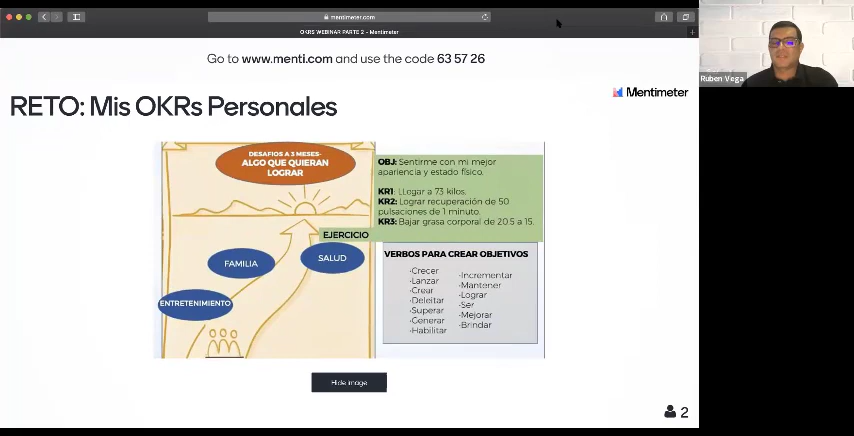 mentimeter.com
OKRS WEBINAR PARTE 2 – Mentimeter
Go to www.menti.com and use the code 63 57 26
Mentimeter
RETO: Mis OKRs Personales
DESAFIOS A 3 MESES-
ALGO QUE QUIERAN
LOGRAR
FAMILIA
SALUD
ENTRETENIMIENTO
OBJ: Sentirme con mi mejor
apariencia y estado físico.
KR1: LLegar a 73 kilos.
KR2: Lograr recuperación de 50
pulsaciones de 1 minuto.
KR3: Bajar grasa corporal de 20.5 a 15.
EJERCICIO
VERBOS PARA CREAR OBJETIVOS
•Crecer
•Lanzar
•Crear
•Deleitar
•Superar
•Generar
•Habilitar
•Incrementar
•Mantener
•Lograr
•Ser
•Mejorar
•Brindar
Hide image
2
Ruben Vega